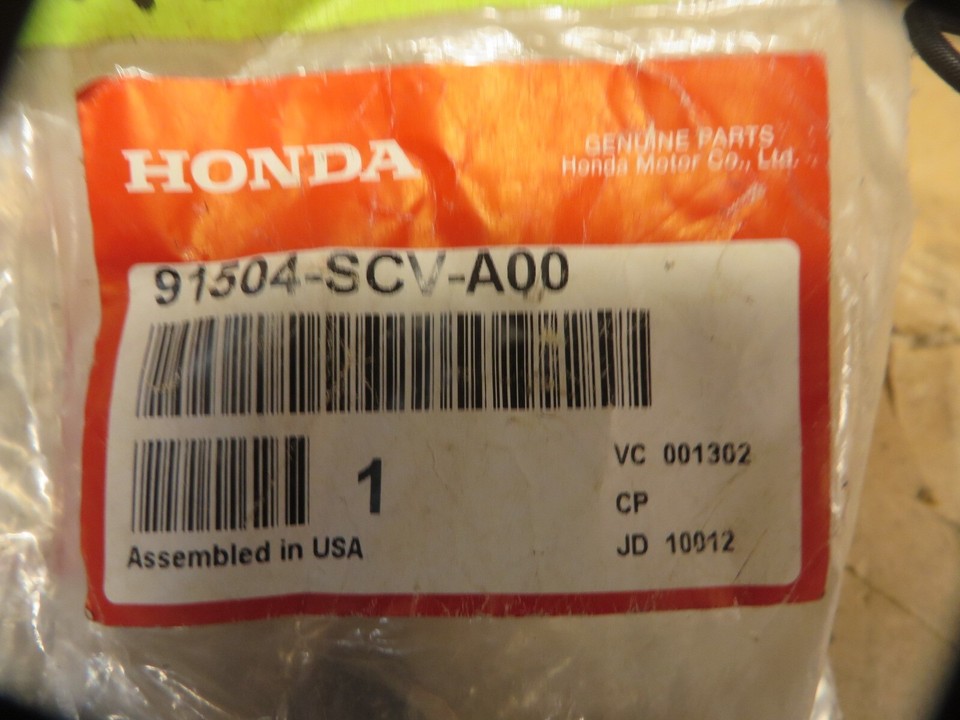 HONDA
GENUINE PARTS
Honda Motor Co., Ltd.
91504-SCV-A00
1
VC 001302
CP
JD 10012
Assembled in USA